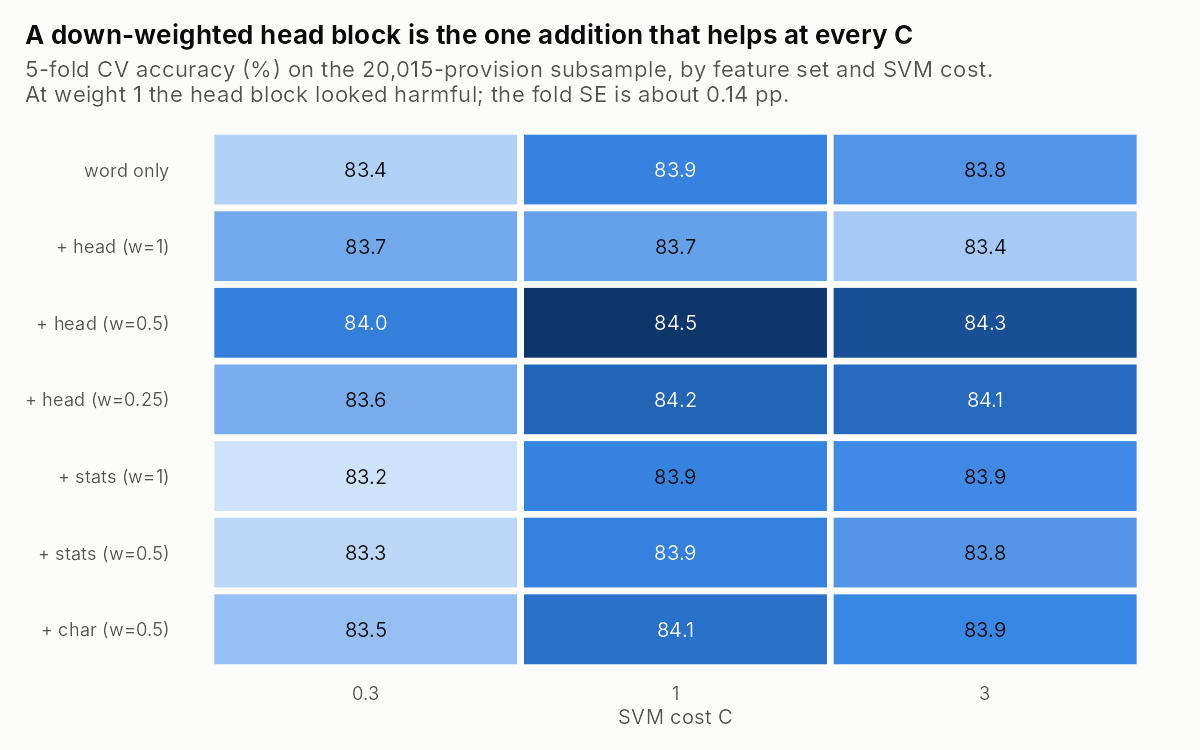 A down-weighted head block is the one addition that helps at every C
5-fold CV accuracy (%) on the 20,015-provision subsample, by feature set and SVM cost.
At weight 1 the head block looked harmful; the fold SE is about 0.14 pp.
word only 83.4 83.9 83.8
+ head (w=1) 83.7 83.7 83.4
+ head (w=0.5) 84.0 84.5 84.3
+ head (w=0.25) 83.6 84.2 84.1
+ stats (w=1) 83.2 83.9 83.9
+ stats (w=0.5) 83.3 83.9 83.8
+ char (w=0.5) 83.5 84.1 83.9
0.3 1 3
SVM cost C